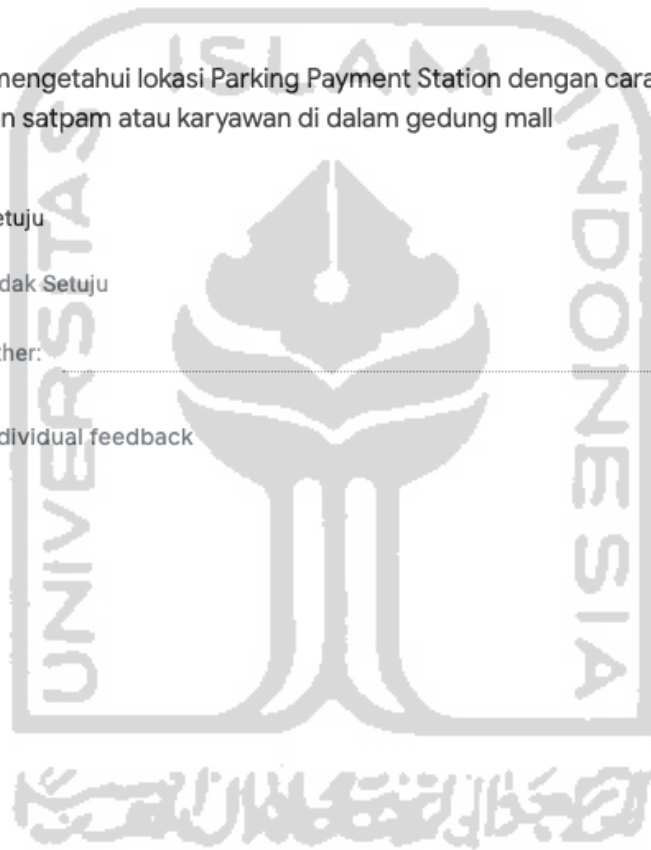 ISLAM
UNIVERSITAS
INDONESIA
mengetahui lokasi Parking Payment Station dengan cara
n satpam atau karyawan di dalam gedung mall
etuju
dak Setuju
ther:
dividual feedback